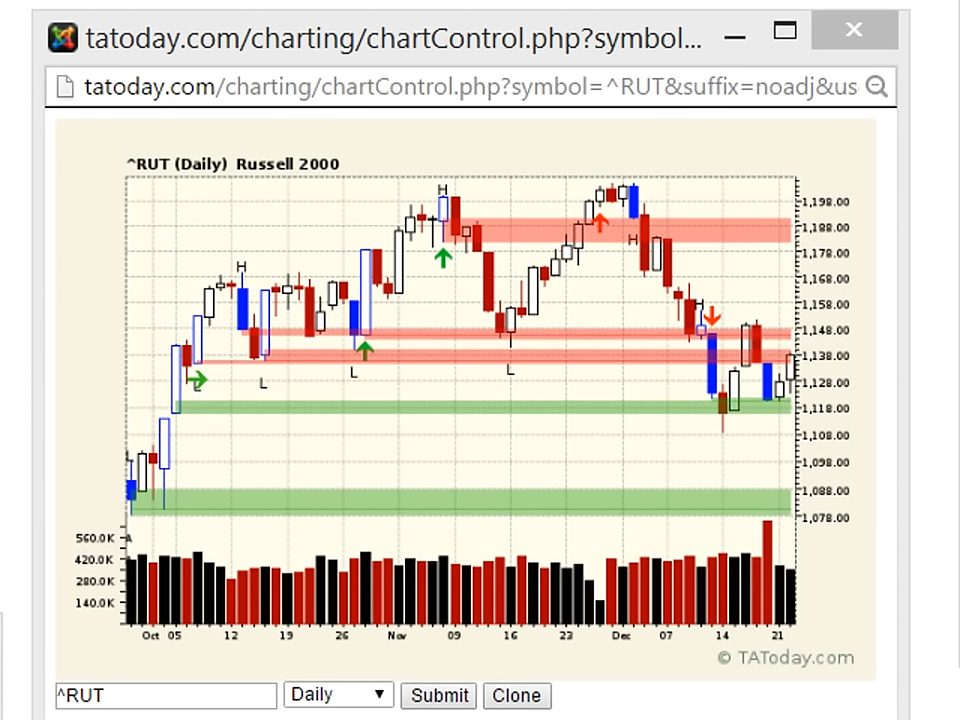 tatoday.com/charting/chartControl.php?symbol...
tatoday.com/charting/chartControl.php?symbol=^RUT&suffix=noadj&us
^RUT (Daily) Russell 2000
H
1,198.00
1,188.00
H
1,178.00
H
1,168.00
H
1,158.00
1,148.00
1,138.00
L
L
L
L
1,128.00
1,118.00
1,108.00
L
1,098.00
1,088.00
1,078.00
560.0K
A
420.0K
280.0K
140.0K
Oct 05 12 19 26 Nov 09 16 23 Dec 07 14 21
© TAToday.com
^RUT Daily Submit Clone